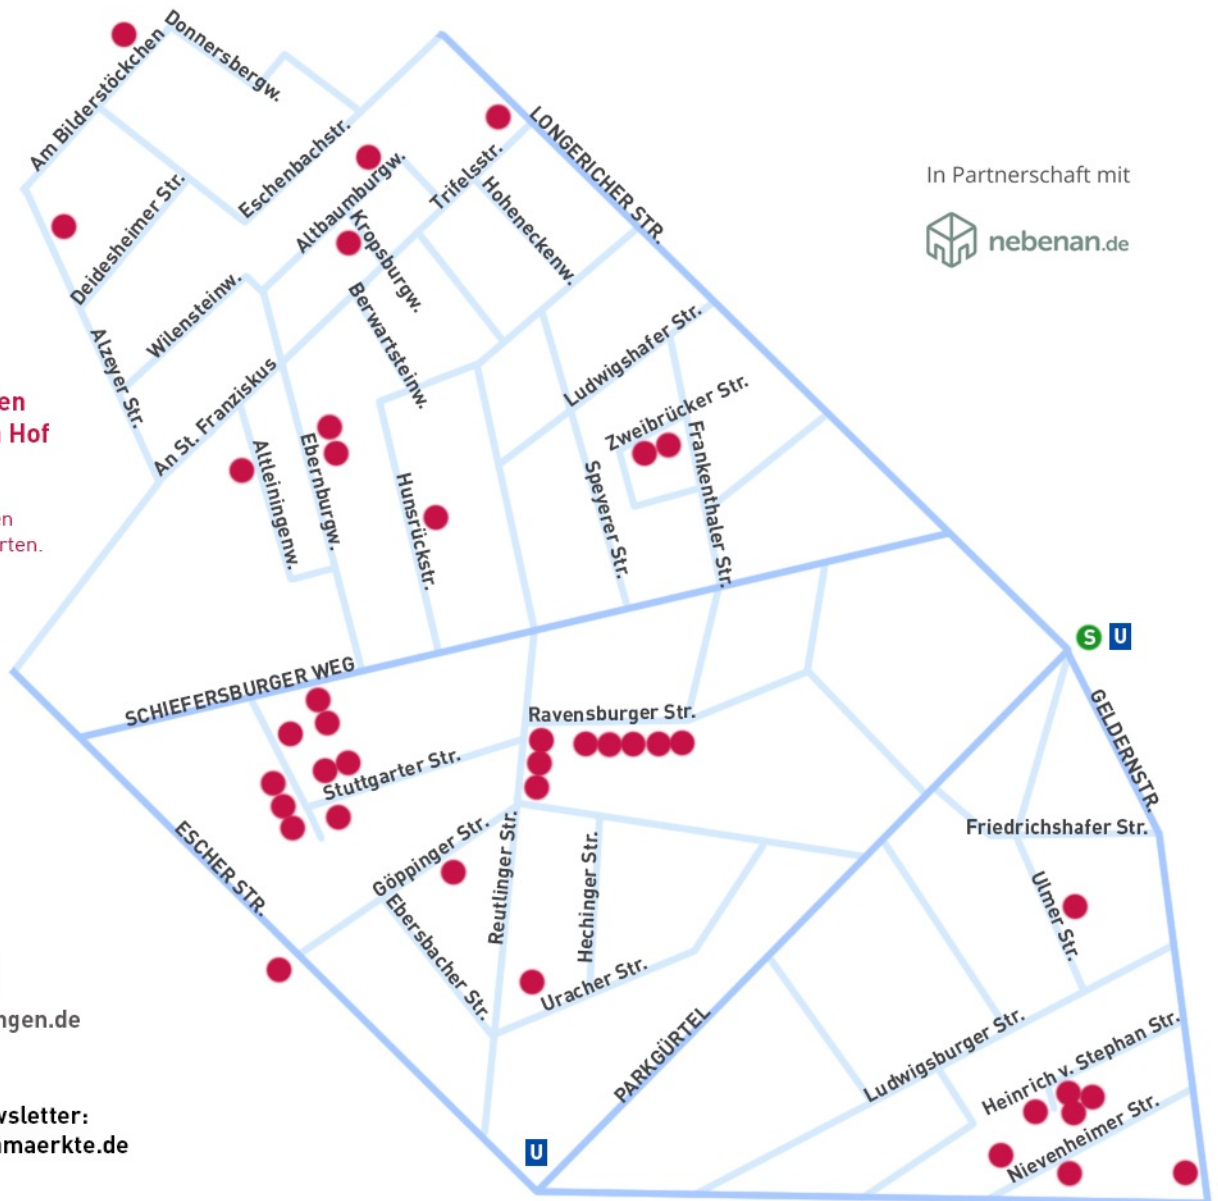 Donnersbergw.
Am Bilderstöckchen
LONGERICHER STR.
Eschenbachstr.
Altbaumburgw.
Trifelsstr.
In Partnerschaft mit
nebenan.de
Deidesheimer Str.
Kropsburgw.
Hoheneckenw.
Wilensteinw.
Berwartsteinw.
Alzeyer Str.
Ludwigshafer Str.
An St. Franziskus
Zweibrücker Str.
en
Hof
Altleiningenw.
Ebernburgw.
Hunsrückstr.
Speyerer Str.
Frankenthaler Str.
en
rten.
S U
SCHIEFERSBURGER WEG
GELDERNSTR.
Ravensburger Str.
Stuttgarter Str.
ESCHER STR.
Göppinger Str.
Reutlinger Str.
Hechinger Str.
Friedrichshafer Str.
Ebersbacher Str.
Ulmer Str.
Uracher Str.
ngen.de
PARKGÜRTEL
Ludwigsburger Str.
Heinrich v. Stephan Str.
wsletter:
maerkte.de
Nievenheimer Str.
U